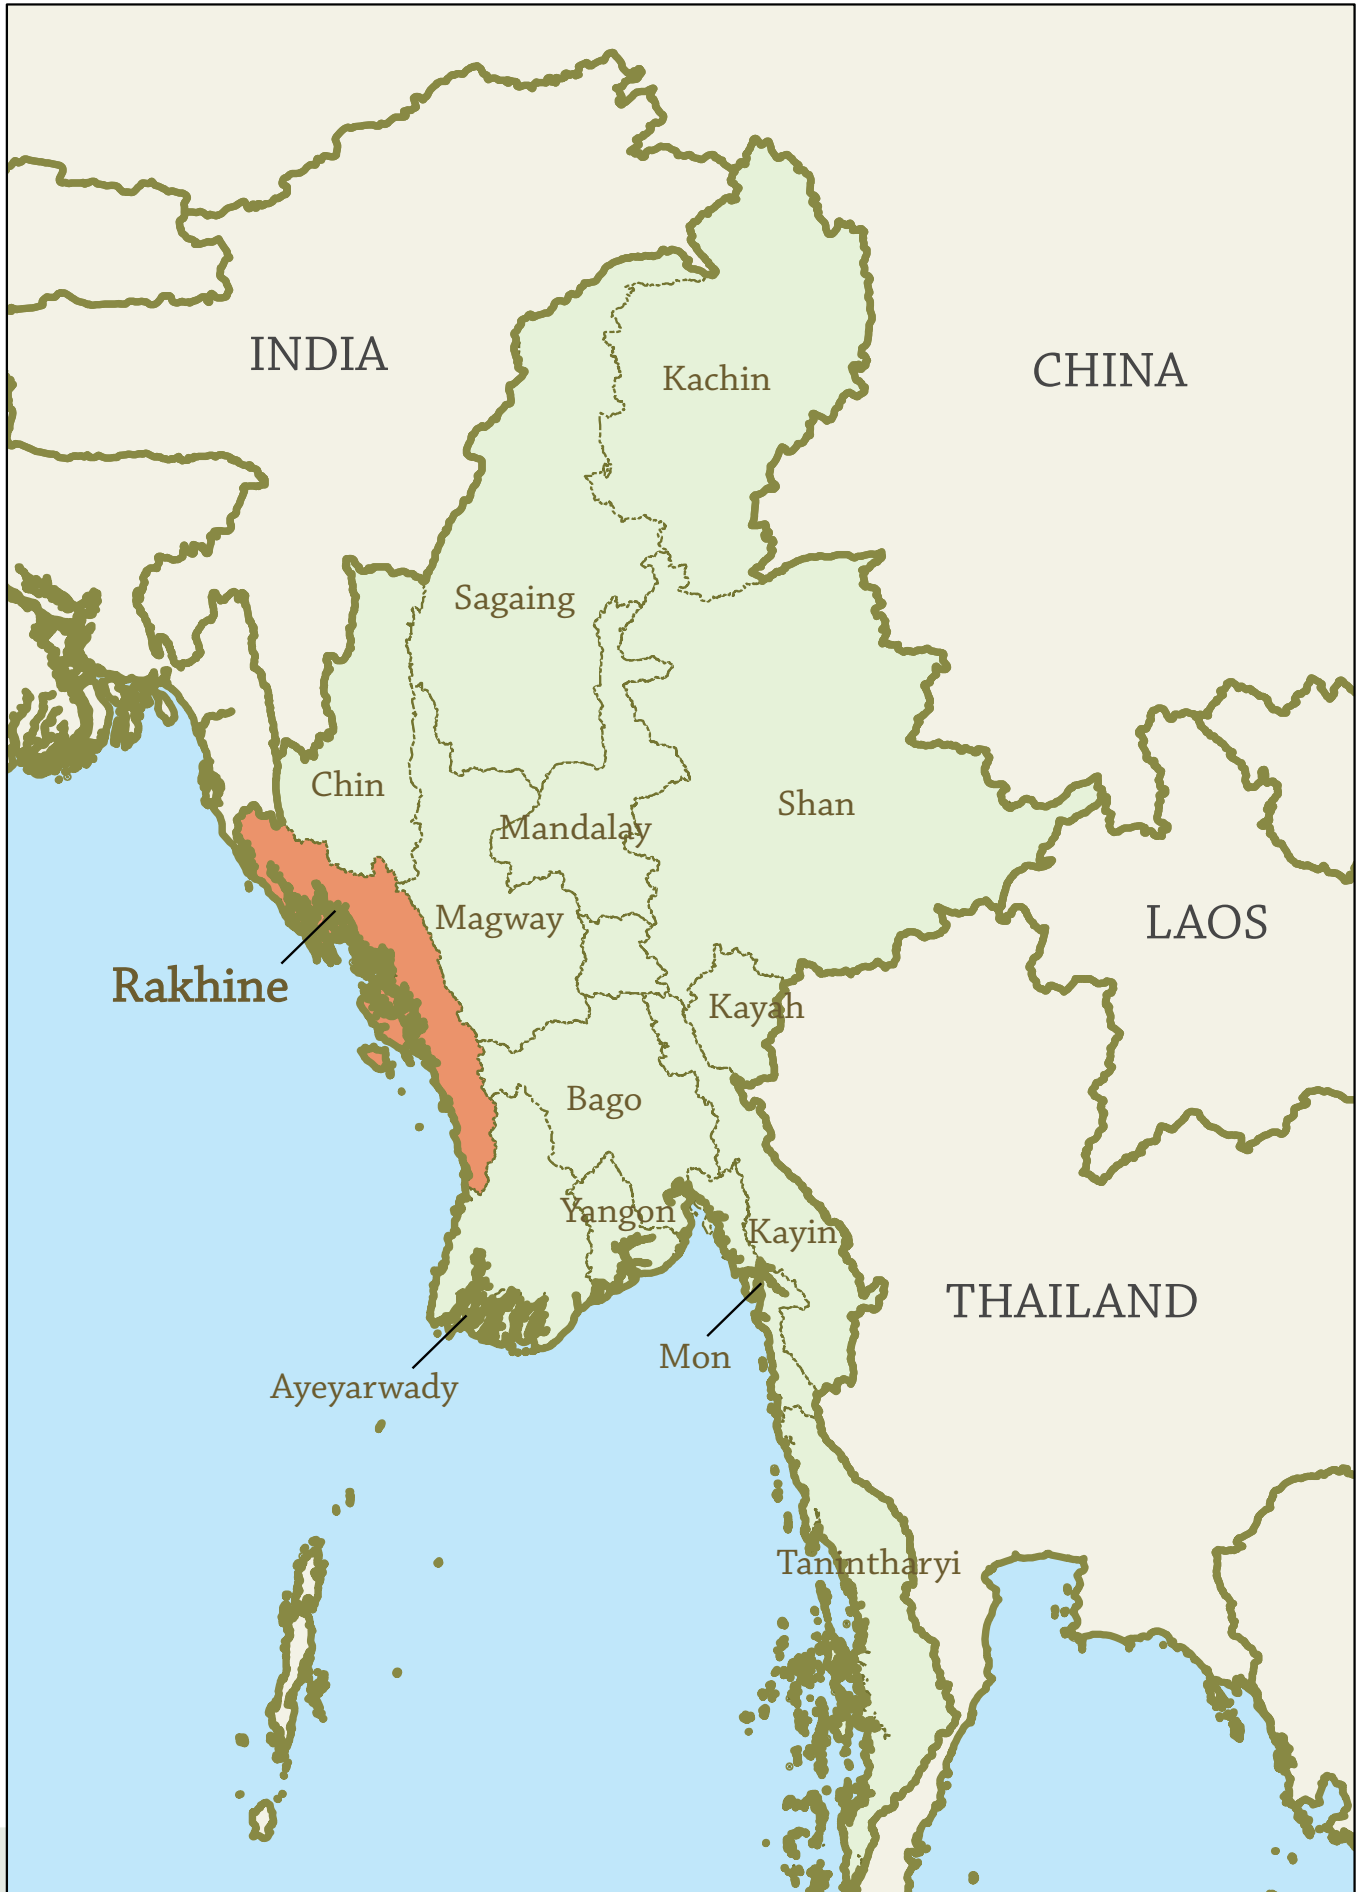 INDIA
CHINA
Kachin
Sagaing
Chin
Shan
Mandalay
Magway
LAOS
Rakhine
Kayah
Bago
Yangon
Kayin
THAILAND
Mon
Ayeyarwady
Tanintharyi